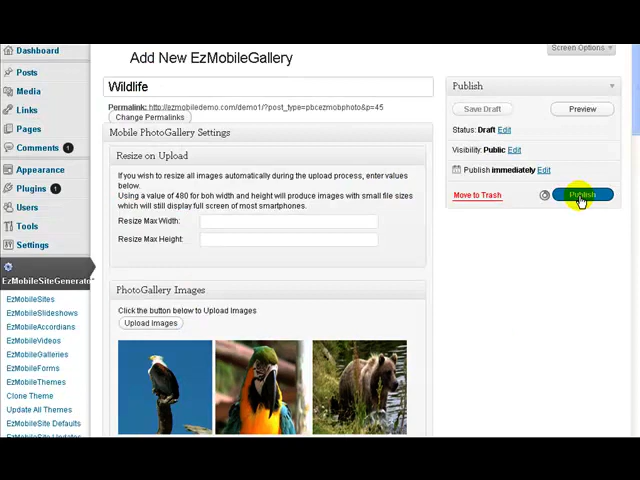 Dashboard
Posts
Media
Links
Pages
Comments 1
Appearance
Plugins 1
Users
Tools
Settings
EzMobileSiteGenerator
EzMobileSites
EzMobileSlideshows
EzMobileAccordians
EzMobileVideos
EzMobileGalleries
EzMobileForms
EzMobileThemes
Clone Theme
Update All Themes
EzMobileSite Defaults
EzMobileSite Updates
Screen Options
Add New EzMobileGallery
Wildlife
Permalink: http://ezmobiledemo.com/demo1/?post_type=pbcezmobphoto&p=45
Change Permalinks
Mobile PhotoGallery Settings
Resize on Upload
If you wish to resize all images automatically during the upload process, enter values
below.
Using a value of 480 for boh width and height will produce images with small file sizes
which will still display full screen of most smartphones.
Resize Max Width:
Resize Max Height:
PhotoGallery Images
Click the button below to Upload Images
Upload Images
Publish
Save Draft Preview
Status: Draft Edit
Visibility: Public Edit
Publish immediately Edit
Move to Trash Publish